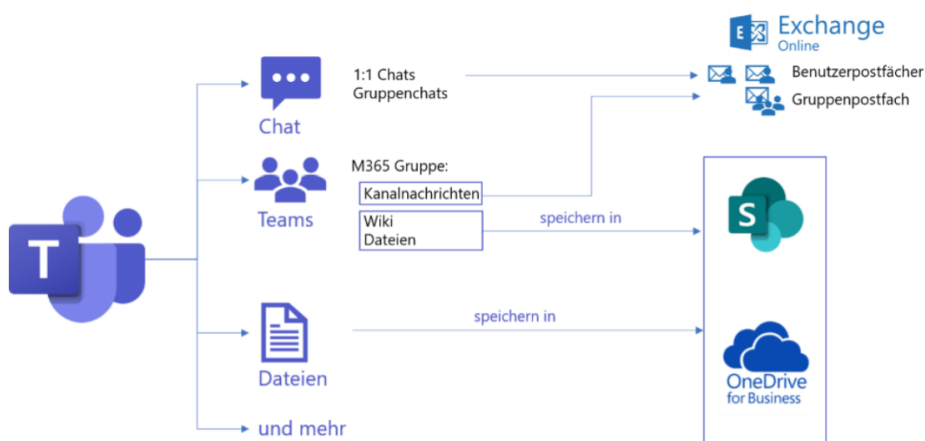 Exchange
Online
E
1:1 Chats
Gruppenchats
Benutzerpostfächer
Gruppenpostfach
Chat
M365 Gruppe:
Kanalnachrichten
Teams
Wiki
Dateien
speichern in
S
T
speichern in
Dateien
OneDrive
for Business
und mehr